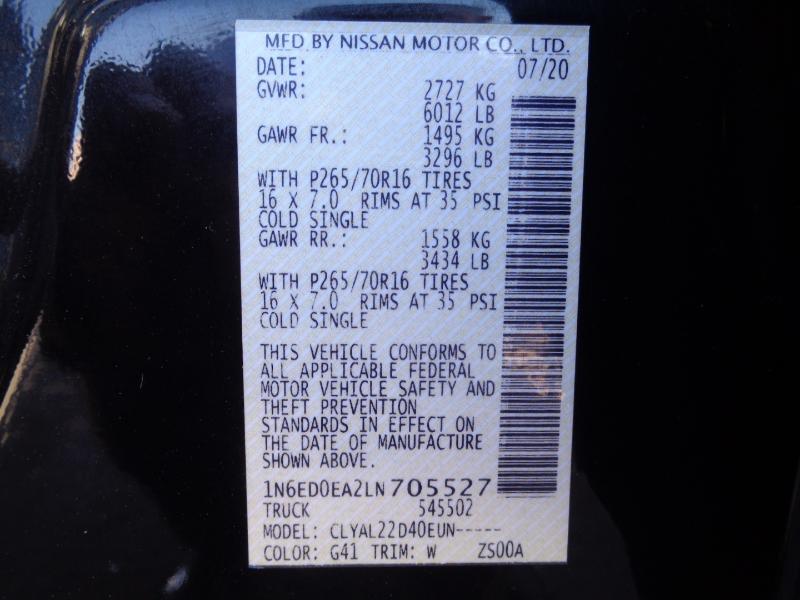 MFD BY NISSAN MOTOR CO., LTD.
DATE: 07/20
GVWR: 2727 KG
6012 LB
GAWR FR.: 1495 KG
3296 LB
WITH P265/70R16 TIRES
16 X 7.0 RIMS AT 35 PSI
COLD SINGLE
GAWR RR.: 1558 KG
3434 LB
WITH P265/70R16 TIRES
16 X 7.0 RIMS AT 35 PSI
COLD SINGLE
THIS VEHICLE CONFORMS TO
ALL APPLICABLE FEDERAL
MOTOR VEHICLE SAFETY AND
THEFT PREVENTION
STANDARDS IN EFFECT ON
THE DATE OF MANUFACTURE
SHOWN ABOVE.
1N6ED0EA2LN705527
TRUCK 545502
MODEL: CLYAL22D40EUN-----
COLOR: G41 TRIM: W ZS00A